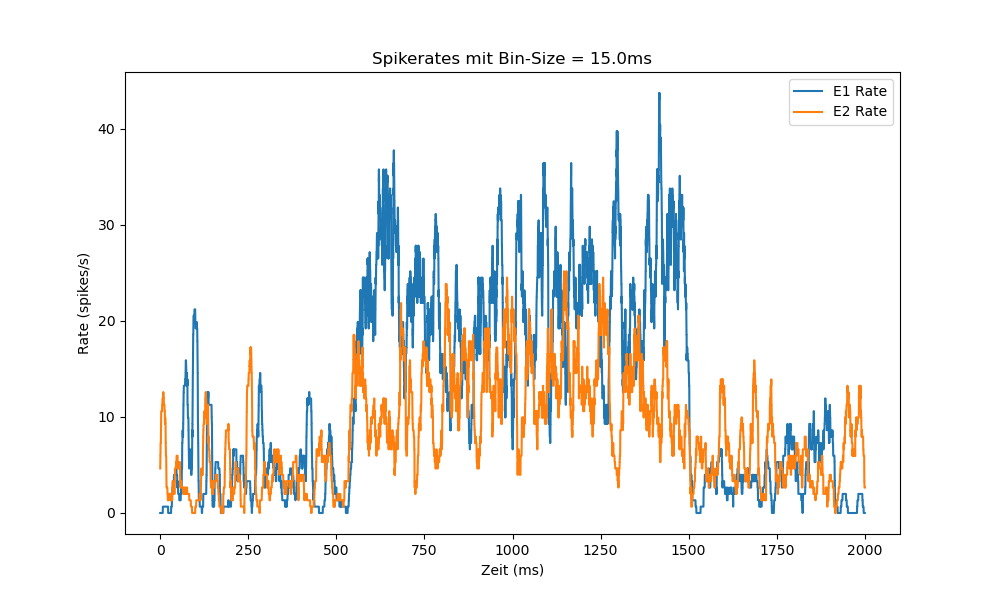 Spikerates mit Bin-Size = 15.0ms
E1 Rate
E2 Rate
40
30
20
10
0
Rate (spikes/s)
0 250 500 750 1000 1250 1500 1750 2000
Zeit (ms)